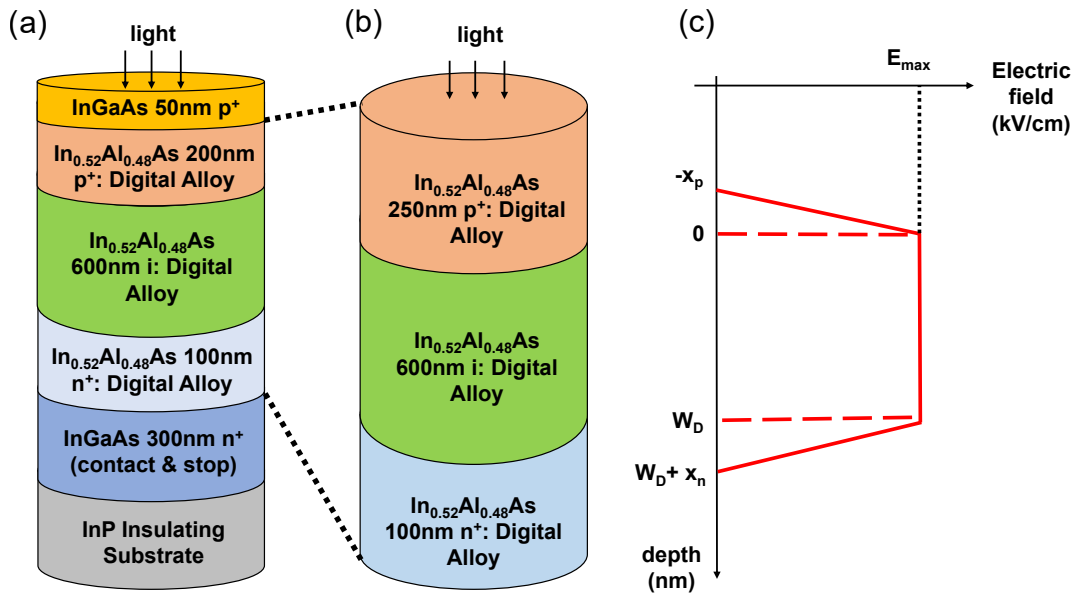 (a)
light
InGaAs 50nm p⁺
In₀.₅₂Al₀.₄₈As 200nm
p⁺: Digital Alloy
In₀.₅₂Al₀.₄₈As
600nm i: Digital
Alloy
In₀.₅₂Al₀.₄₈As 100nm
n⁺: Digital Alloy
InGaAs 300nm n⁺
(contact & stop)
InP Insulating
Substrate
(b)
light
In₀.₅₂Al₀.₄₈As
250nm p⁺: Digital
Alloy
In₀.₅₂Al₀.₄₈As
600nm i: Digital
Alloy
In₀.₅₂Al₀.₄₈As
100nm n⁺: Digital
Alloy
(c)
Eₘₐₓ
Electric
field
(kV/cm)
-xₚ
0
W_D
W_D+ xₙ
depth
(nm)